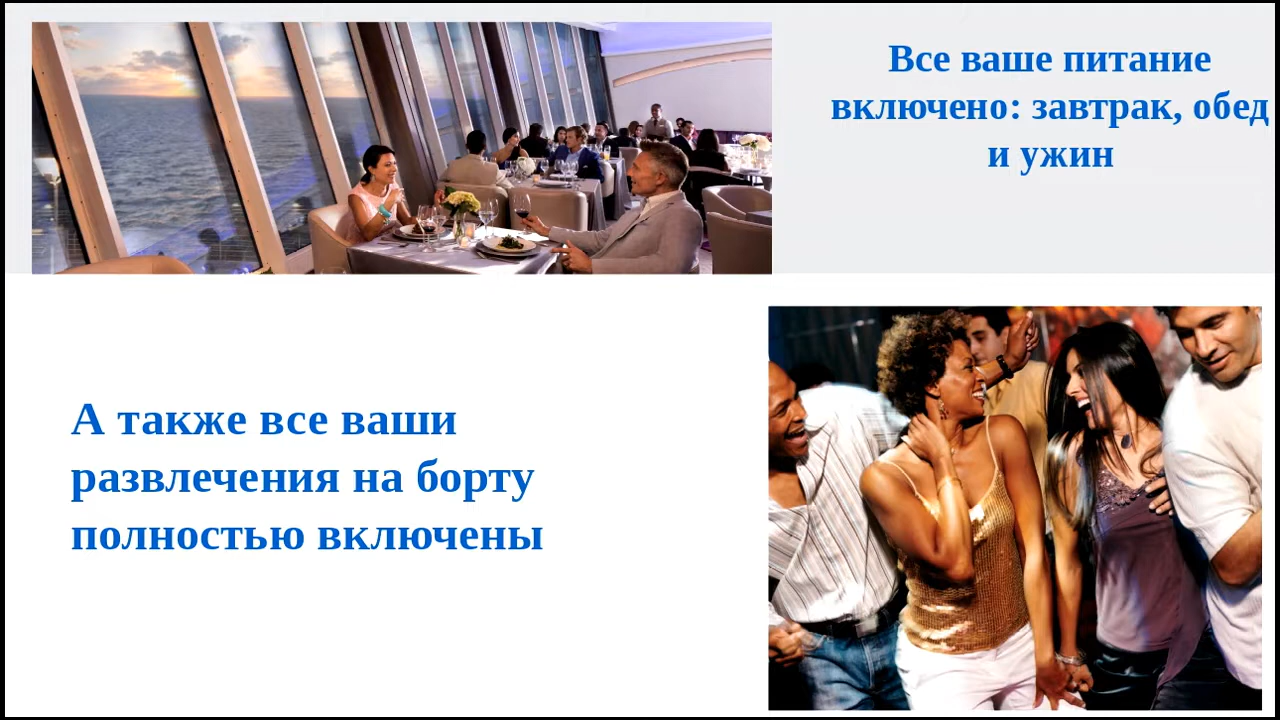 Все ваше питание
включено: завтрак, обед
и ужин
А также все ваши
развлечения на борту
полностью включены